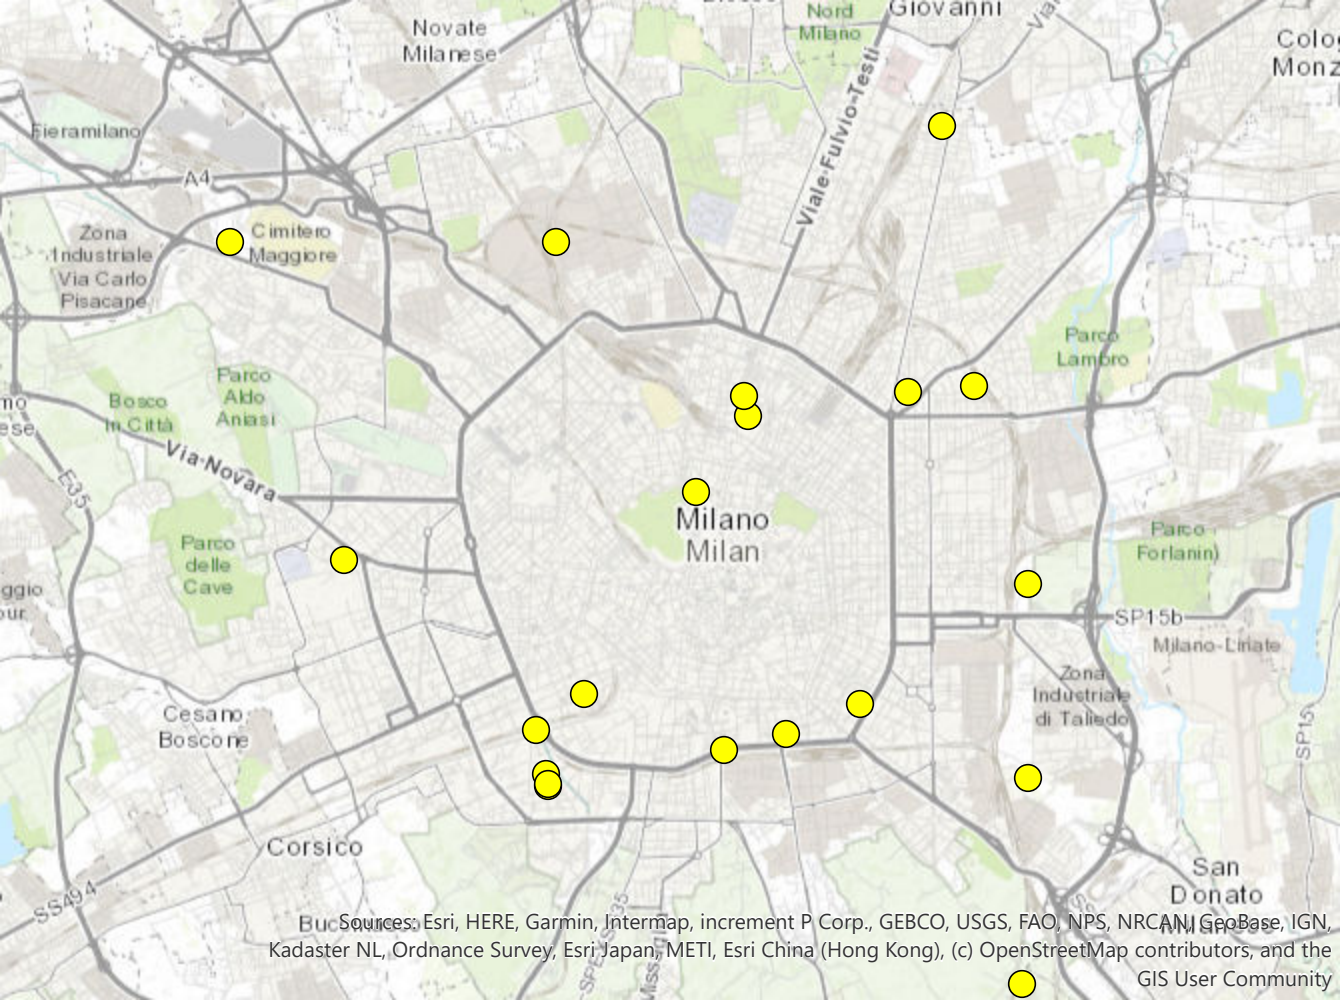 Nord
Milano
Giovanni
Novate
Milanese
Viale Fulvio Testi
Fieramilano
A4
Zona
Industriale
Via Carlo
Pisacane
Cimitero
Maggiore
Parco
Lambro
Parco
Aldo
Aniasi
Bosco
in Città
Via Novara
E35
Milano
Milan
Parco
delle
Cave
Parco
Forlanini)
SP15b
Milano-Linate
Zona
Industriale
di Taliedo
SP15
Cesano
Boscone
Corsico
SS494
San
Donato
Sources: Esri, HERE, Garmin, Intermap, increment P Corp., GEBCO, USGS, FAO, NPS, NRCAN, GeoBase, IGN,
Kadaster NL, Ordnance Survey, Esri Japan, METI, Esri China (Hong Kong), (c) OpenStreetMap contributors, and the
GIS User Community